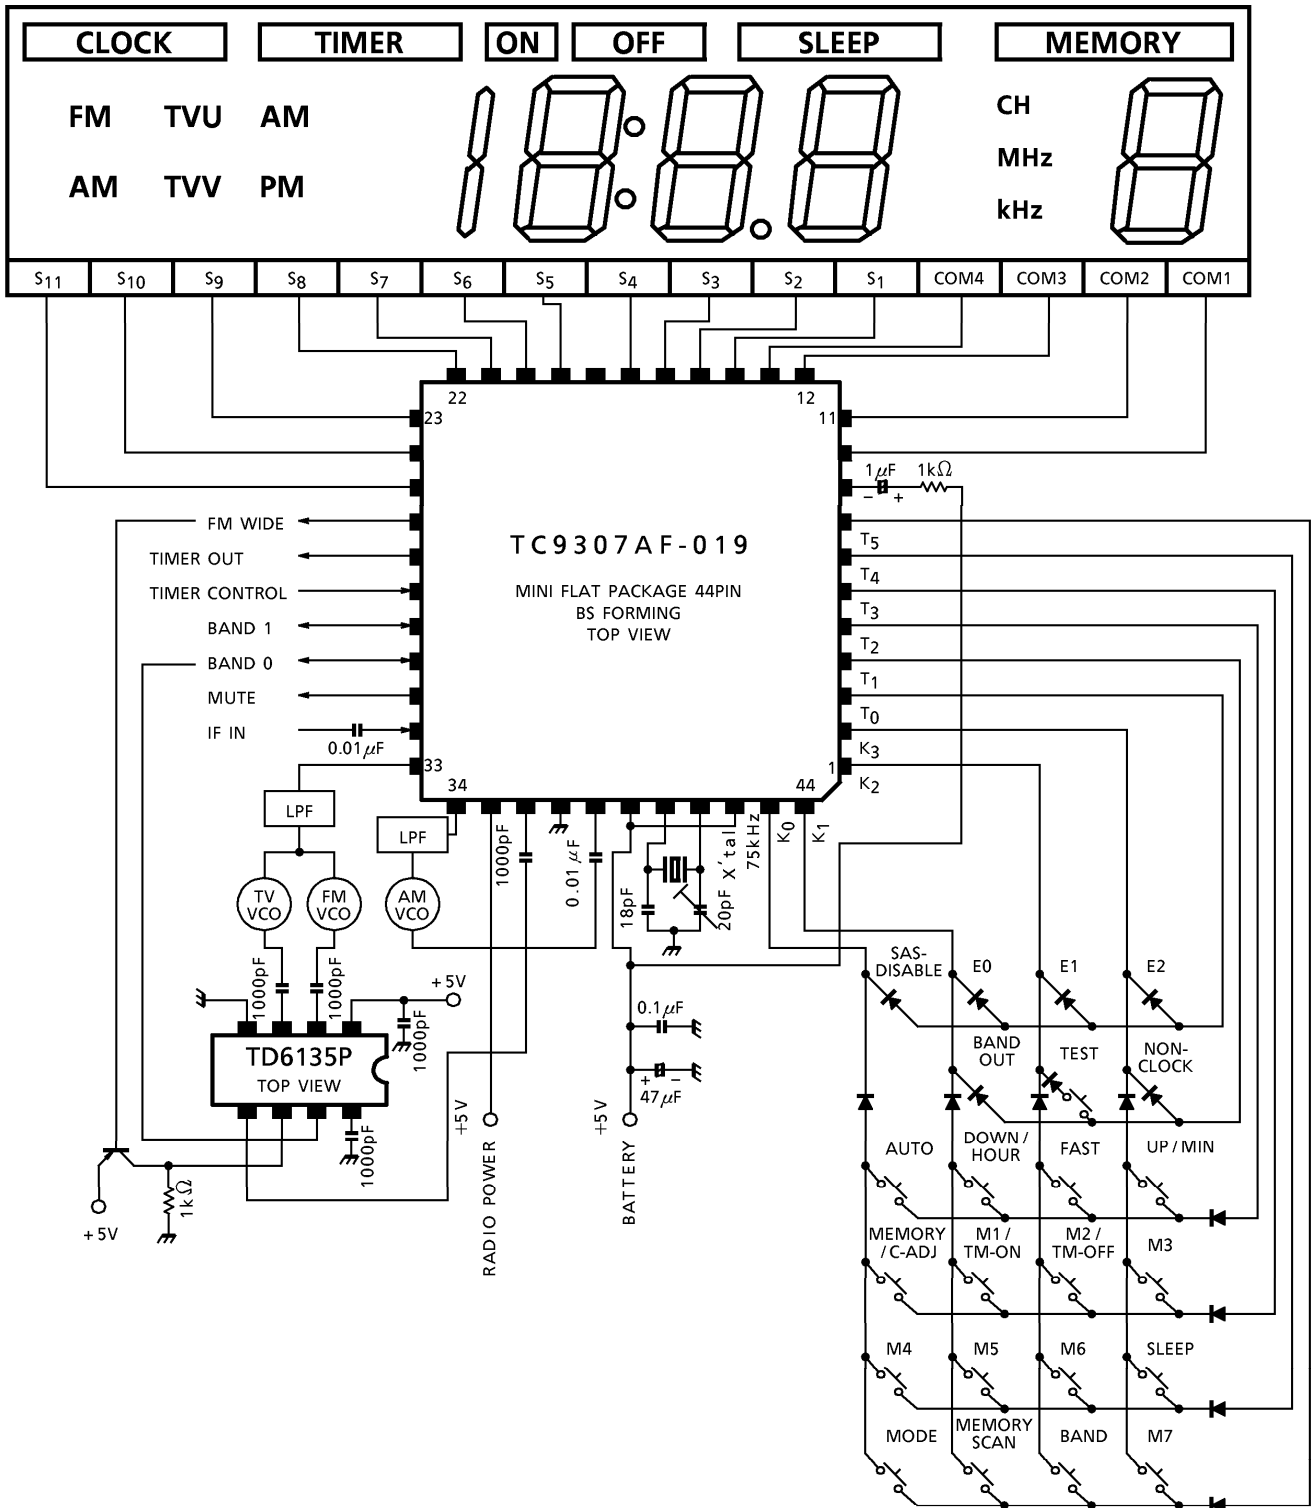 CLOCK TIMER ON OFF SLEEP MEMORY
FM TVU AM
AM TVV PM
18:8.8
CH
MHz
kHz
8
S11 S10 S9 S8 S7 S6 S5 S4 S3 S2 S1 COM4 COM3 COM2 COM1
22 12
23 11
1μF 1kΩ
− +
FM WIDE
TIMER OUT
TIMER CONTROL
BAND 1
BAND 0
MUTE
IF IN
0.01μF
TC9307AF-019
MINI FLAT PACKAGE 44PIN
BS FORMING
TOP VIEW
T5
T4
T3
T2
T1
T0
K3
K2
33 1
34 44
LPF
LPF
1000pF
0.01μF
X'tal
75kHz
K0
K1
TV
VCO
FM
VCO
AM
VCO
18pF
20pF
1000pF
1000pF
+5V
1000pF
TD6135P
TOP VIEW
1000pF
1kΩ
+5V
+5V
RADIO POWER
+5V
BATTERY
0.1μF
+ −
47μF
SAS-
DISABLE
E0 E1 E2
BAND
OUT
TEST
NON-
CLOCK
AUTO
DOWN/
HOUR
FAST
UP/MIN
MEMORY
/C-ADJ
M1/
TM-ON
M2/
TM-OFF
M3
M4 M5 M6 SLEEP
MODE
MEMORY
SCAN
BAND
M7